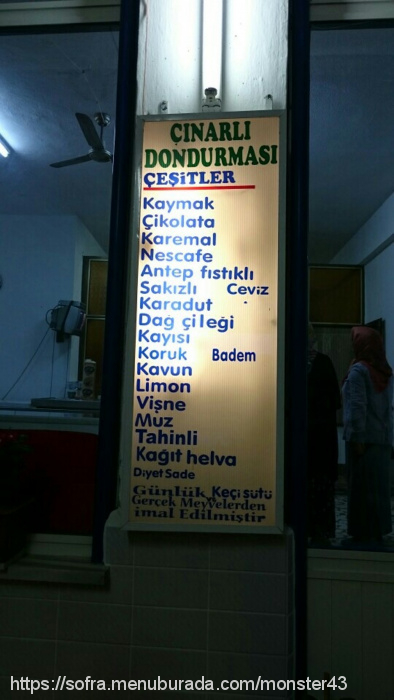 ÇINARLI
DONDURMASI
ÇEŞİTLER
Kaymak
Çikolata
Karemal
Nescafe
Antep fıstıklı
Sakızlı Ceviz
Karadut
Dağ çileği
Kayısı
Koruk Badem
Kavun
Limon
Vişne
Muz
Tahinli
Kağıt helva
Diyet Sade
Günlük Keçi sütü
Gerçek Meyvelerden
imal Edilmiştir
https://sofra.menuburada.com/monster43